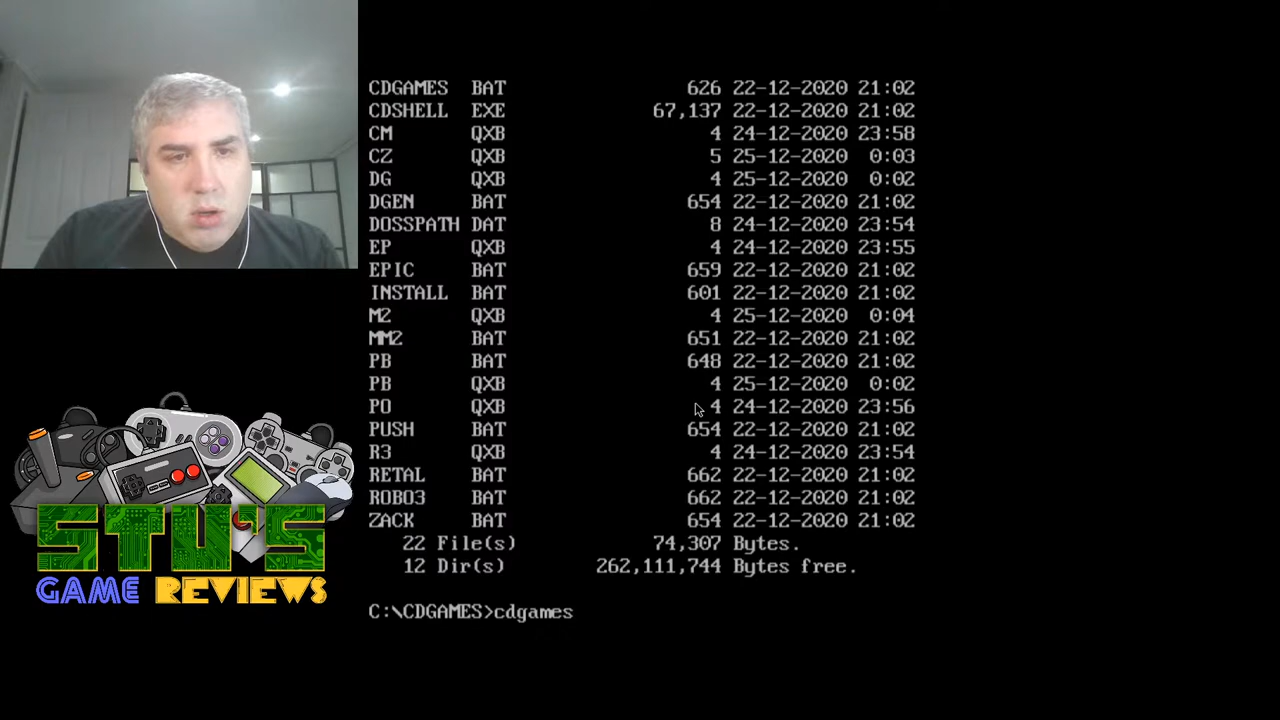 CDGAMES BAT 626 22-12-2020 21:02
CDSHELL EXE 67,137 22-12-2020 21:02
CM QXB 4 24-12-2020 23:58
CZ QXB 5 25-12-2020 0:03
DG QXB 4 25-12-2020 0:02
DGEN BAT 654 22-12-2020 21:02
DOSSPATH DAT 8 24-12-2020 23:54
EP QXB 4 24-12-2020 23:55
EPIC BAT 659 22-12-2020 21:02
INSTALL BAT 601 22-12-2020 21:02
M2 QXB 4 25-12-2020 0:04
MM2 BAT 651 22-12-2020 21:02
PB BAT 648 22-12-2020 21:02
PB QXB 4 25-12-2020 0:02
PO QXB 4 24-12-2020 23:56
PUSH BAT 654 22-12-2020 21:02
R3 QXB 4 24-12-2020 23:54
RETAL BAT 662 22-12-2020 21:02
ROBO3 BAT 662 22-12-2020 21:02
ZACK BAT 654 22-12-2020 21:02
22 File(s) 74,307 Bytes.
12 Dir(s) 262,111,744 Bytes free.
C:\CDGAMES>cdgames
STU'S
GAME REVIEWS